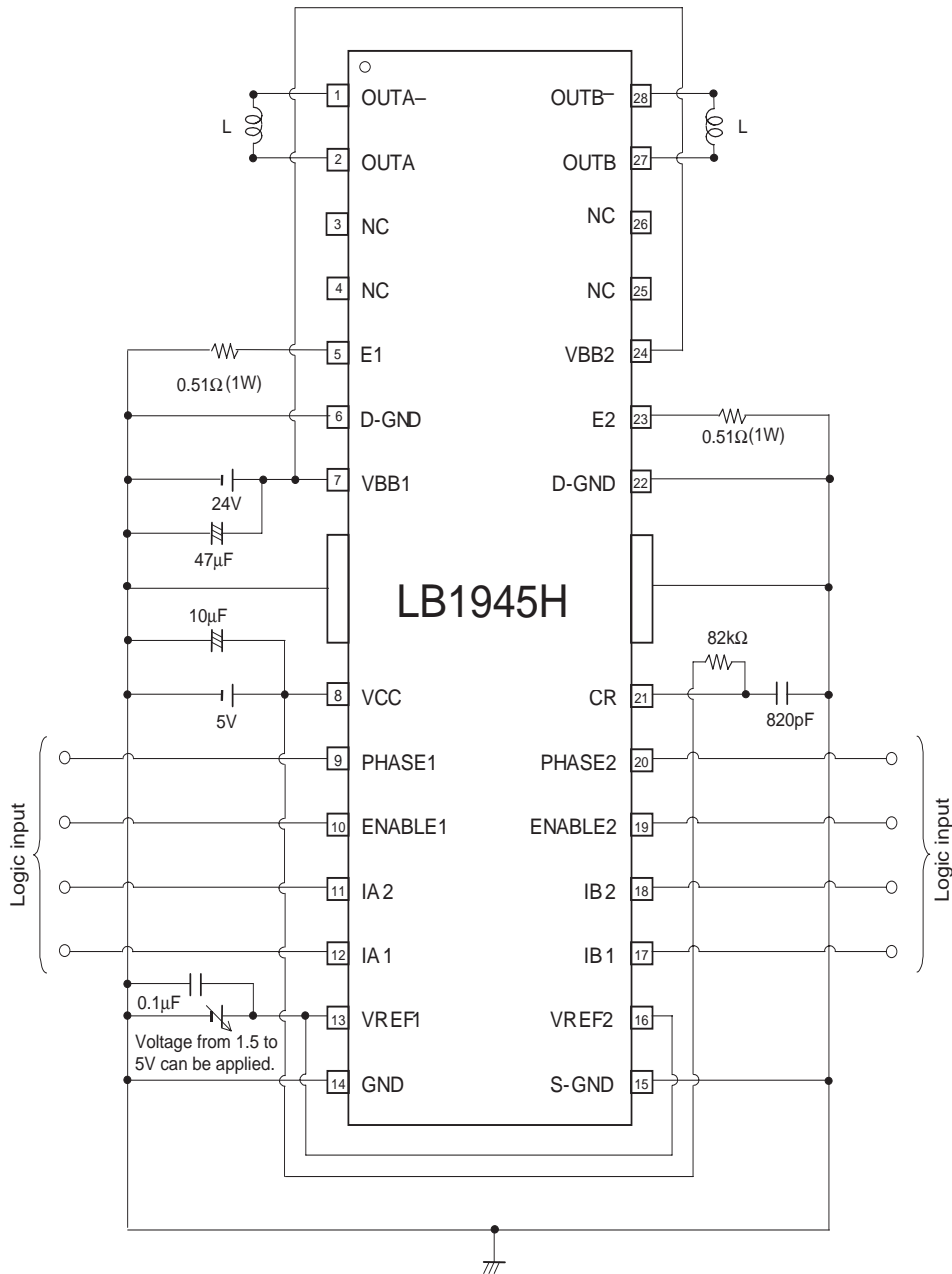 1 OUTA– OUTB– 28
L L
2 OUTA OUTB 27
3 NC NC 26
4 NC NC 25
5 E1 VBB2 24
0.51Ω(1W)
6 D-GND E2 23
0.51Ω(1W)
7 VBB1 D-GND 22
24V
47µF
LB1945H
10µF
82kΩ
8 VCC CR 21
5V
820pF
9 PHASE1 PHASE2 20
10 ENABLE1 ENABLE2 19
Logic input
Logic input
11 IA2 IB2 18
12 IA1 IB1 17
0.1µF
13 VREF1 VREF2 16
Voltage from 1.5 to
5V can be applied.
14 GND S-GND 15